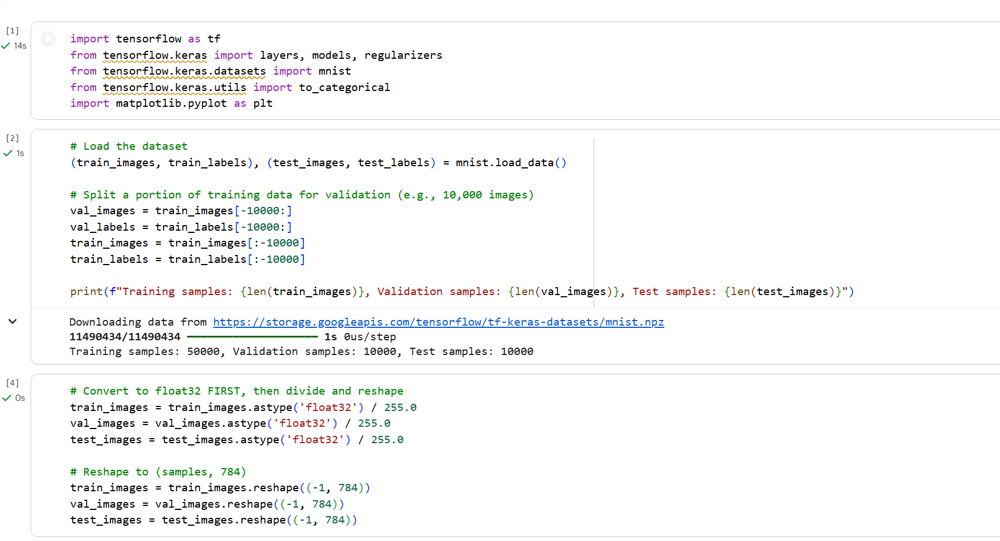 [1]
14s
import tensorflow as tf
from tensorflow.keras import layers, models, regularizers
from tensorflow.keras.datasets import mnist
from tensorflow.keras.utils import to_categorical
import matplotlib.pyplot as plt
[2]
1s
# Load the dataset
(train_images, train_labels), (test_images, test_labels) = mnist.load_data()
# Split a portion of training data for validation (e.g., 10,000 images)
val_images = train_images[-10000:]
val_labels = train_labels[-10000:]
train_images = train_images[:-10000]
train_labels = train_labels[:-10000]
print(f"Training samples: {len(train_images)}, Validation samples: {len(val_images)}, Test samples: {len(test_images)}")
Downloading data from https://storage.googleapis.com/tensorflow/tf-keras-datasets/mnist.npz
11490434/11490434 ━━━━━━━━━━━━━━━━━━━━ 1s 0us/step
Training samples: 50000, Validation samples: 10000, Test samples: 10000
[4]
0s
# Convert to float32 FIRST, then divide and reshape
train_images = train_images.astype('float32') / 255.0
val_images = val_images.astype('float32') / 255.0
test_images = test_images.astype('float32') / 255.0
# Reshape to (samples, 784)
train_images = train_images.reshape((-1, 784))
val_images = val_images.reshape((-1, 784))
test_images = test_images.reshape((-1, 784))